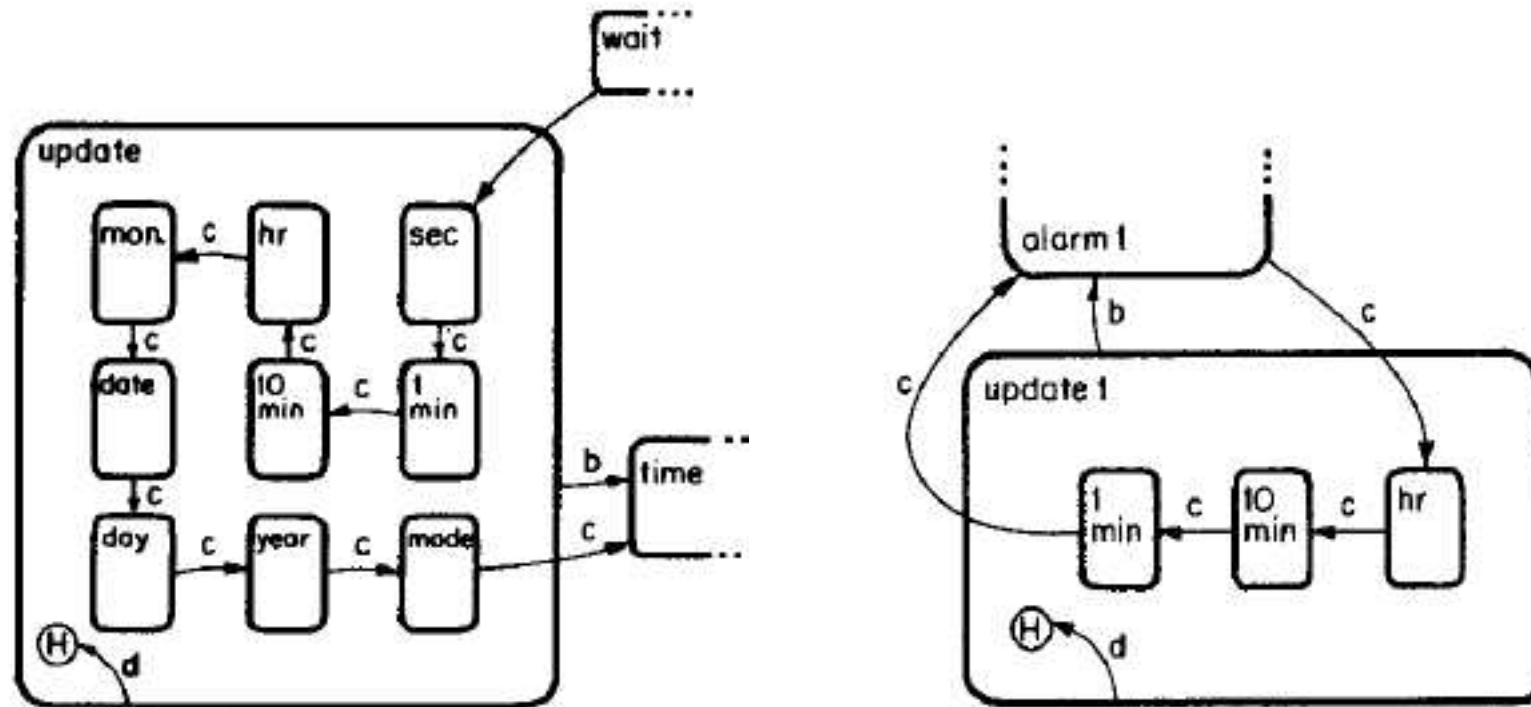 wait
update
mon.
c
hr
sec
c
c
c
date
10
min
c
1
min
c
b
time
day
c
year
c
mode
c
H
d
alarm 1
b
c
c
update 1
1
min
c
10
min
c
hr
H
d